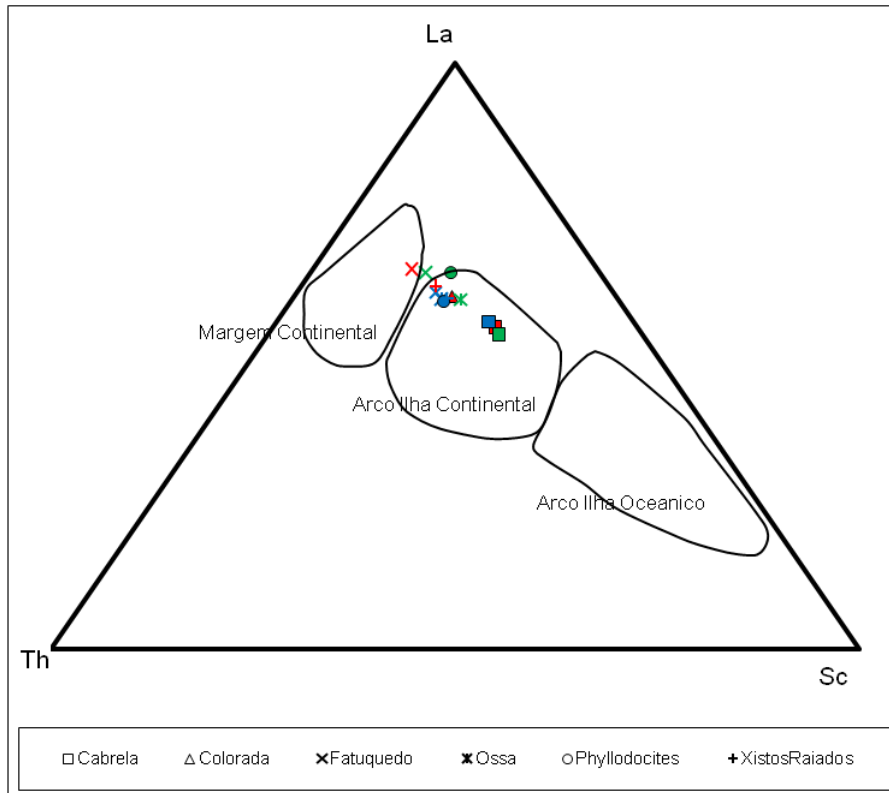 La
Margem Continental
Arco Ilha Continental
Arco Ilha Oceanico
Th
Sc
Cabrela Colorada Fatuquedo Ossa Phyllodocites XistosRaiados